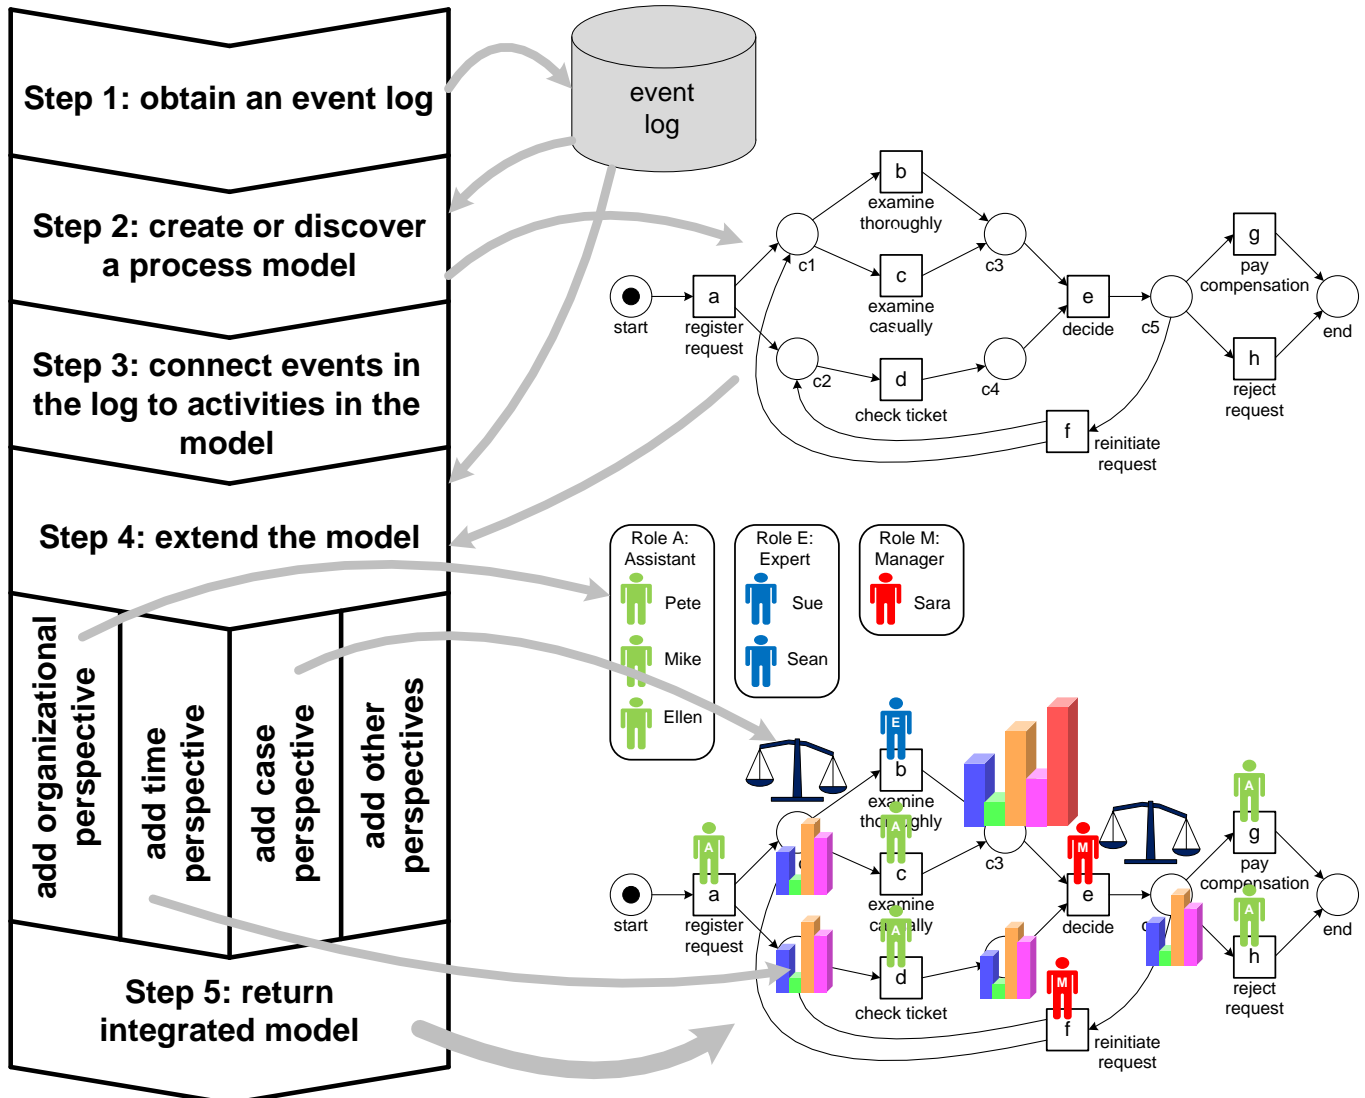 Step 1: obtain an event log
event
log
Step 2: create or discover
a process model
Step 3: connect events in
the log to activities in the
model
Step 4: extend the model
add organizational
perspective
add time
perspective
add case
perspective
add other
perspectives
Step 5: return
integrated model
start
a
register
request
c1
c2
b
examine
thoroughly
c
examine
casually
d
check ticket
c3
c4
e
decide
c5
f
reinitiate
request
g
pay
compensation
h
reject
request
end
Role A:
Assistant
Pete
Mike
Ellen
Role E:
Expert
Sue
Sean
Role M:
Manager
Sara
start
A
a
register
request
E
b
examine
thoroughly
A
c
examine
casually
A
d
check ticket
c3
M
e
decide
M
f
reinitiate
request
A
g
pay
compensation
A
h
reject
request
end